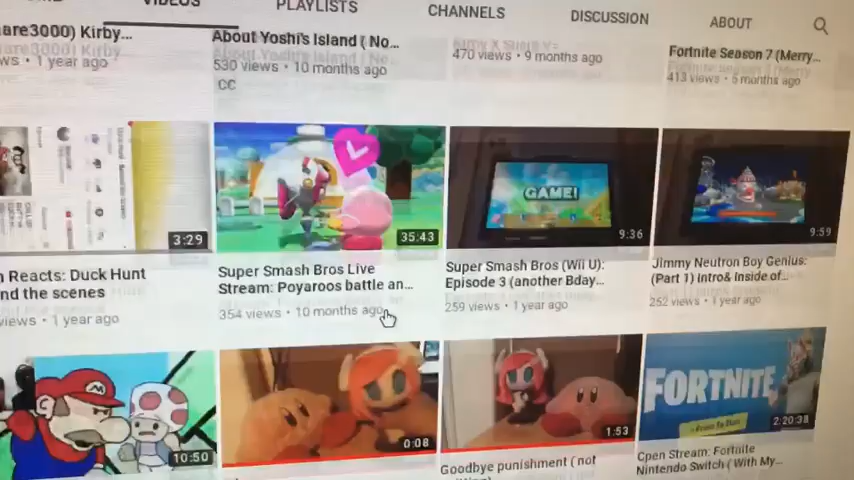 VIDEOS
PLAYLISTS
CHANNELS
DISCUSSION
ABOUT
are3000) Kirby...
ws • 1 year ago
About Yoshi's Island ( No...
530 views • 10 months ago
CC
470 views • 9 months ago
Fortnite Season 7 (Merry...
413 views • 5 months ago
3:29
35:43
GAME!
9:36
9:59
n Reacts: Duck Hunt
nd the scenes
views • 1 year ago
Super Smash Bros Live
Stream: Poyaroos battle an...
354 views • 10 months ago
Super Smash Bros (Wii U):
Episode 3 (another Bday...
259 views • 1 year ago
Jimmy Neutron Boy Genius:
(Part 1) Intro& Inside of...
252 views • 1 year ago
10:50
0:08
1:53
FORTNITE
2:20:38
Goodbye punishment ( not
Open Stream: Fortnite
Nintendo Switch ( With My...